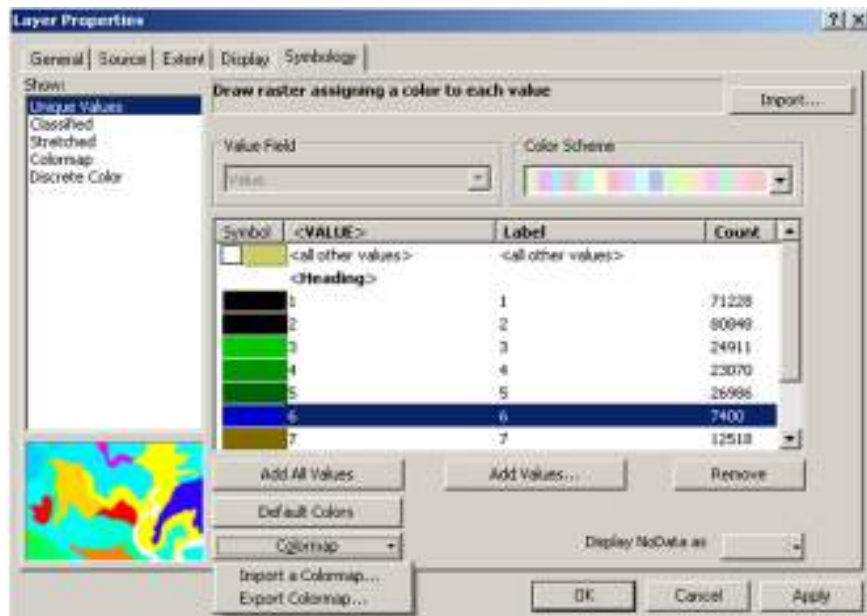 Layer Properties
General Source Extent Display Symbology
Show:
Unique Values
Classified
Stretched
Colormap
Discrete Color
Draw raster assigning a color to each value
Import...
Value Field
Value
Color Scheme
Symbol <VALUE> Label Count
<all other values> <all other values>
<Heading>
1 1 71228
2 2 80848
3 3 24911
4 4 23070
5 5 26986
6 6 7400
7 7 12518
Add All Values Add Values... Remove
Default Colors
Colormap
Display NoData as
Import a Colormap...
Export Colormap...
OK Cancel Apply